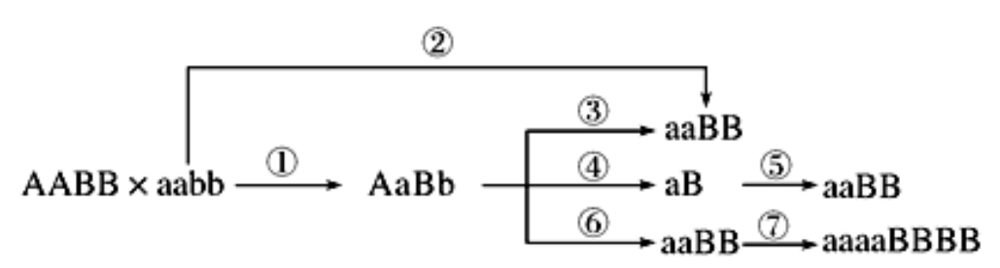 ②
③ aaBB
AABB × aabb ① AaBb ④ aB ⑤ aaBB
⑥ aaBB ⑦ aaaaBBBB